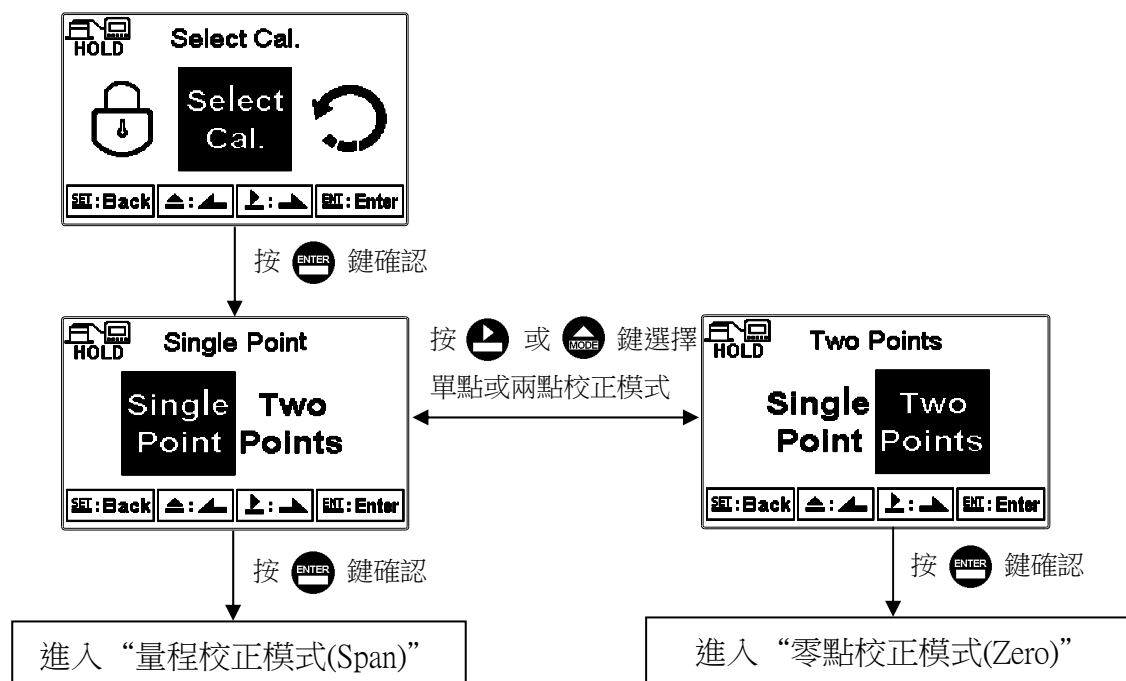 HOLD Select Cal.
Select
Cal.
SET:Back ENT:Enter
按 ENTER 鍵確認
HOLD Single Point
Single
Point
Two
Points
SET:Back ENT:Enter
按 或 MODE 鍵選擇
單點或兩點校正模式
HOLD Two Points
Single
Point
Two
Points
SET:Back ENT:Enter
按 ENTER 鍵確認
按 ENTER 鍵確認
進入“量程校正模式(Span)”
進入“零點校正模式(Zero)”